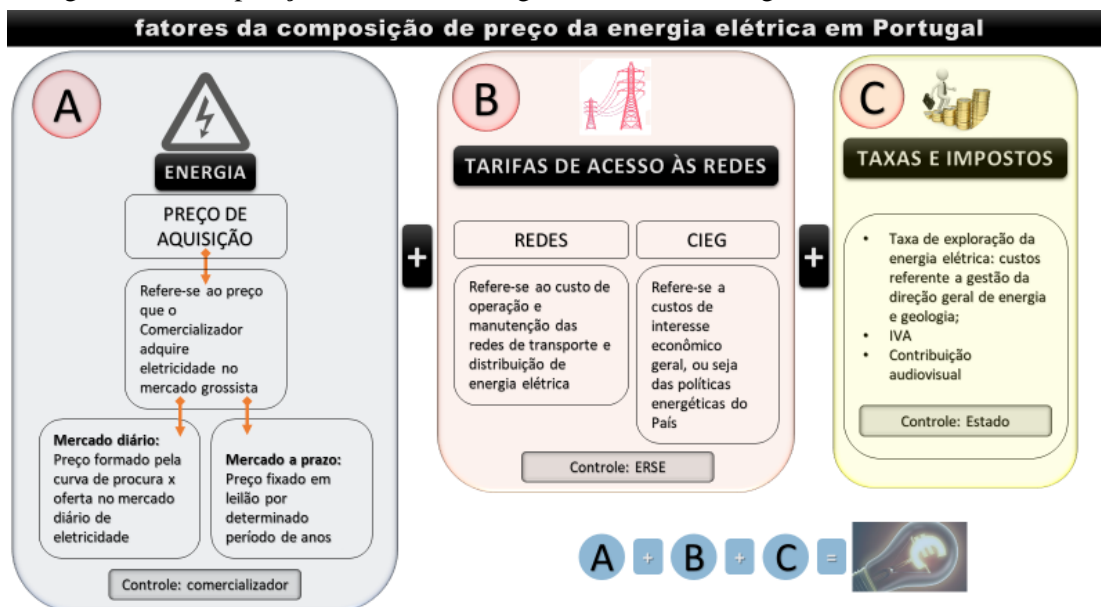 fatores da composição de preço da energia elétrica em Portugal
A
ENERGIA
PREÇO DE
AQUISIÇÃO
Refere-se ao preço
que o
Comercializador
adquire
eletricidade no
mercado grossista
Mercado diário:
Preço formado pela
curva de procura x
oferta no mercado
diário de
eletricidade
Mercado a prazo:
Preço fixado em
leilão por
determinado
período de anos
Controle: comercializador
+
B
TARIFAS DE ACESSO ÀS REDES
REDES
Refere-se ao custo de
operação e
manutenção das
redes de transporte e
distribuição de
energia elétrica
CIEG
Refere-se a
custos de
interesse
econômico
geral, ou seja
das políticas
energéticas do
País
Controle: ERSE
+
C
TAXAS E IMPOSTOS
• Taxa de exploração da
energia elétrica: custos
referente a gestão da
direção geral de energia
e geologia;
• IVA
• Contribuição
audiovisual
Controle: Estado
A + B + C =